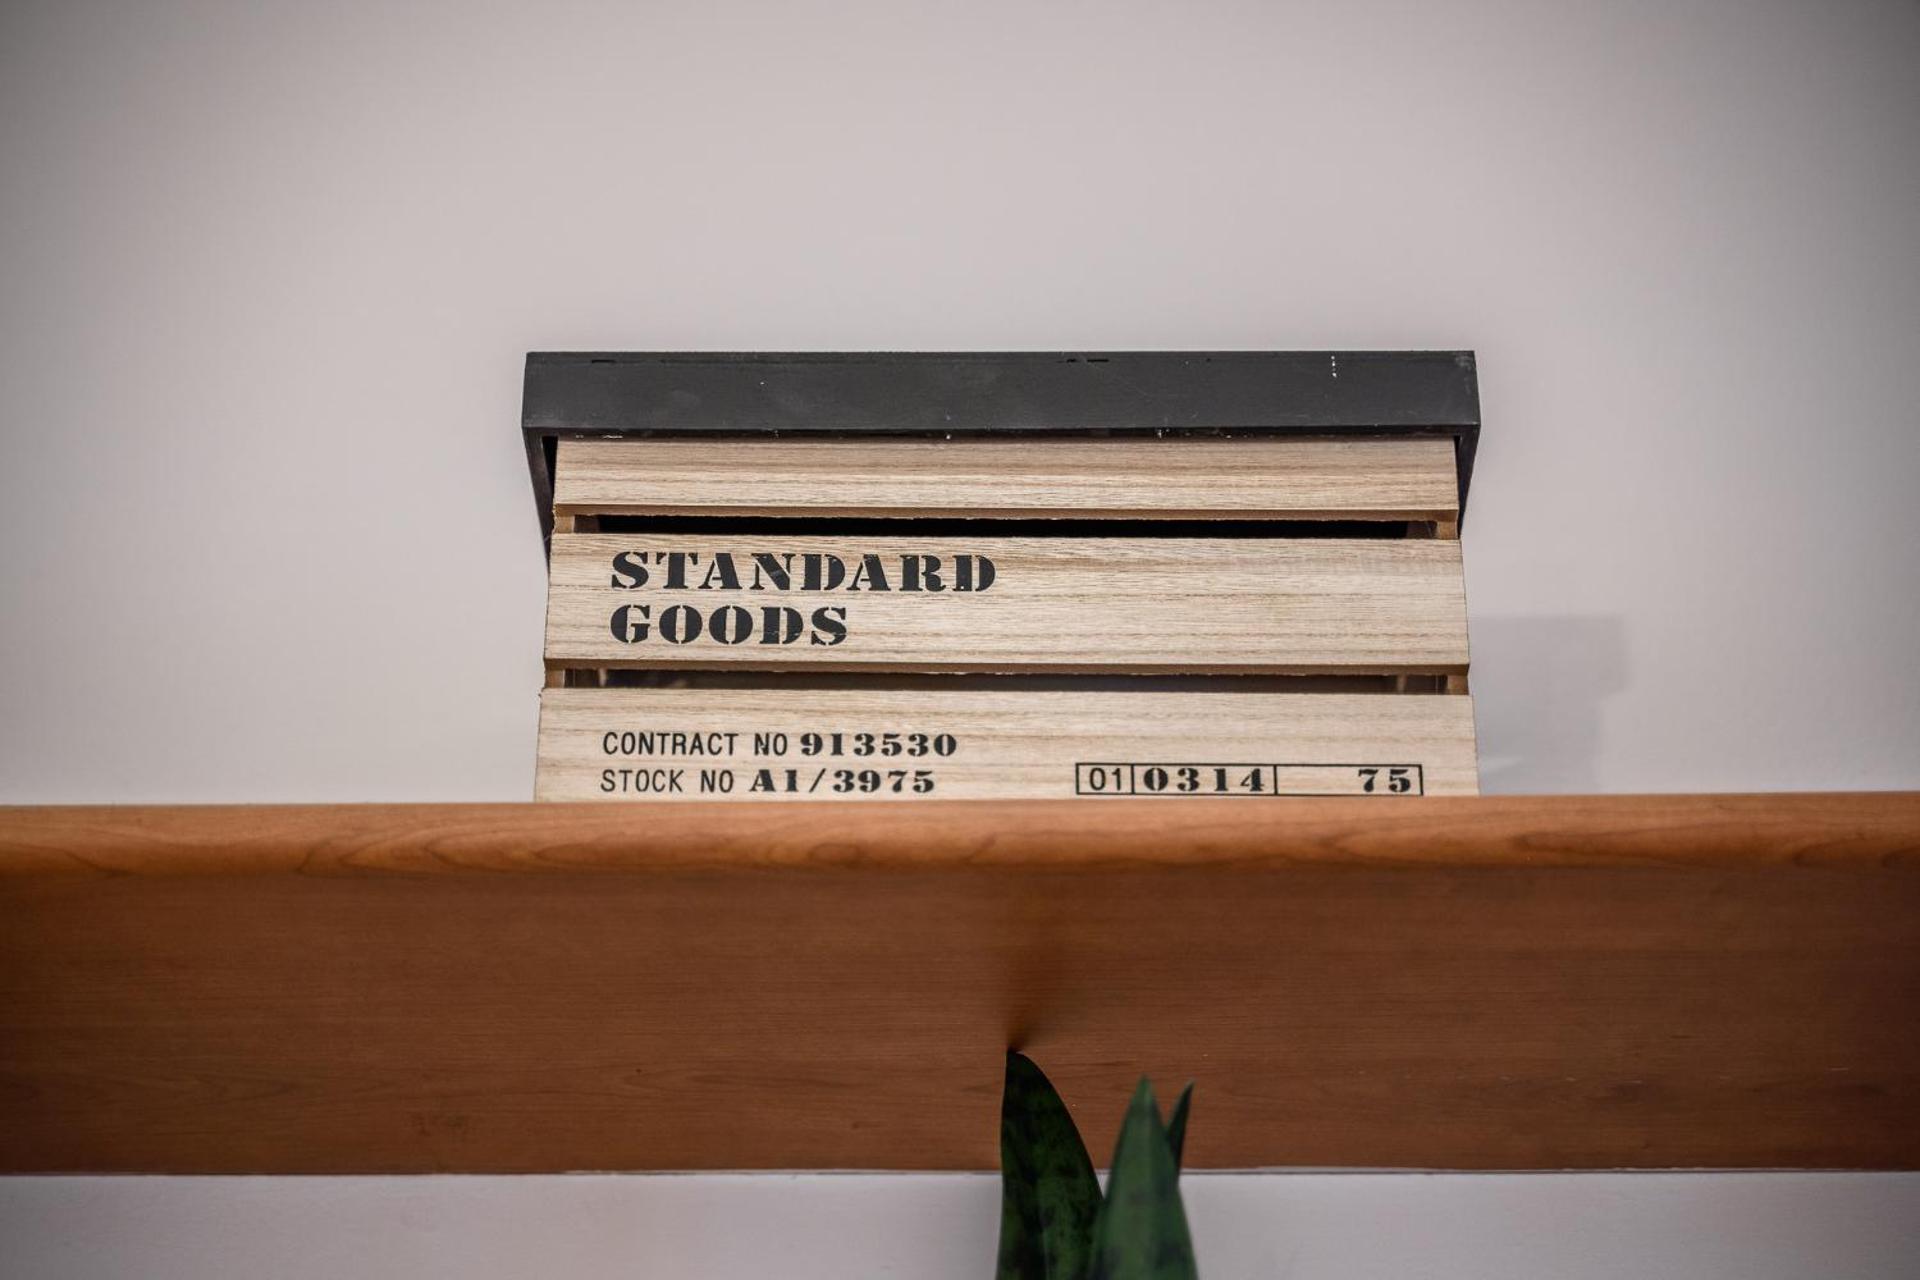 STANDARD
GOODS
CONTRACT NO 913530
STOCK NO A1/3975
01 0314 75